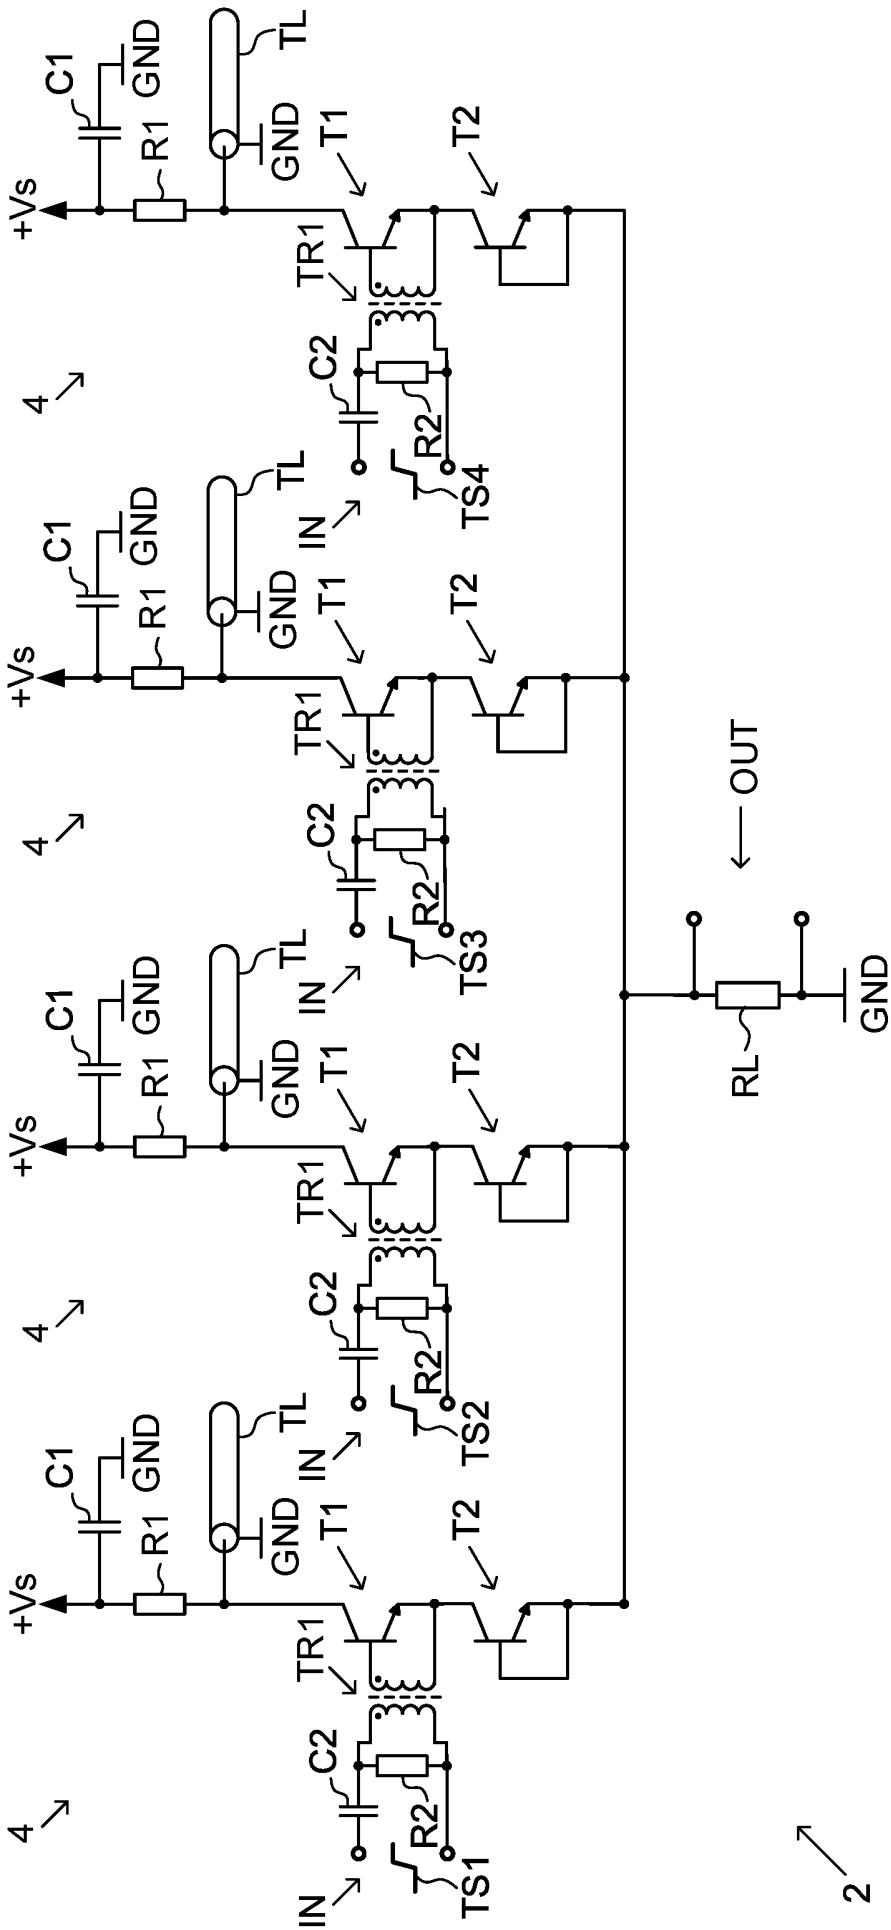 +Vs
C1
GND
R1
TL
GND
T1
TR1
T2
C2
R2
IN
TS1
4
+Vs
C1
GND
R1
TL
GND
T1
TR1
T2
C2
R2
IN
TS2
4
+Vs
C1
GND
R1
TL
GND
T1
TR1
T2
C2
R2
IN
TS3
4
+Vs
C1
GND
R1
TL
GND
T1
TR1
T2
C2
R2
IN
TS4
4
RL
OUT
GND
2